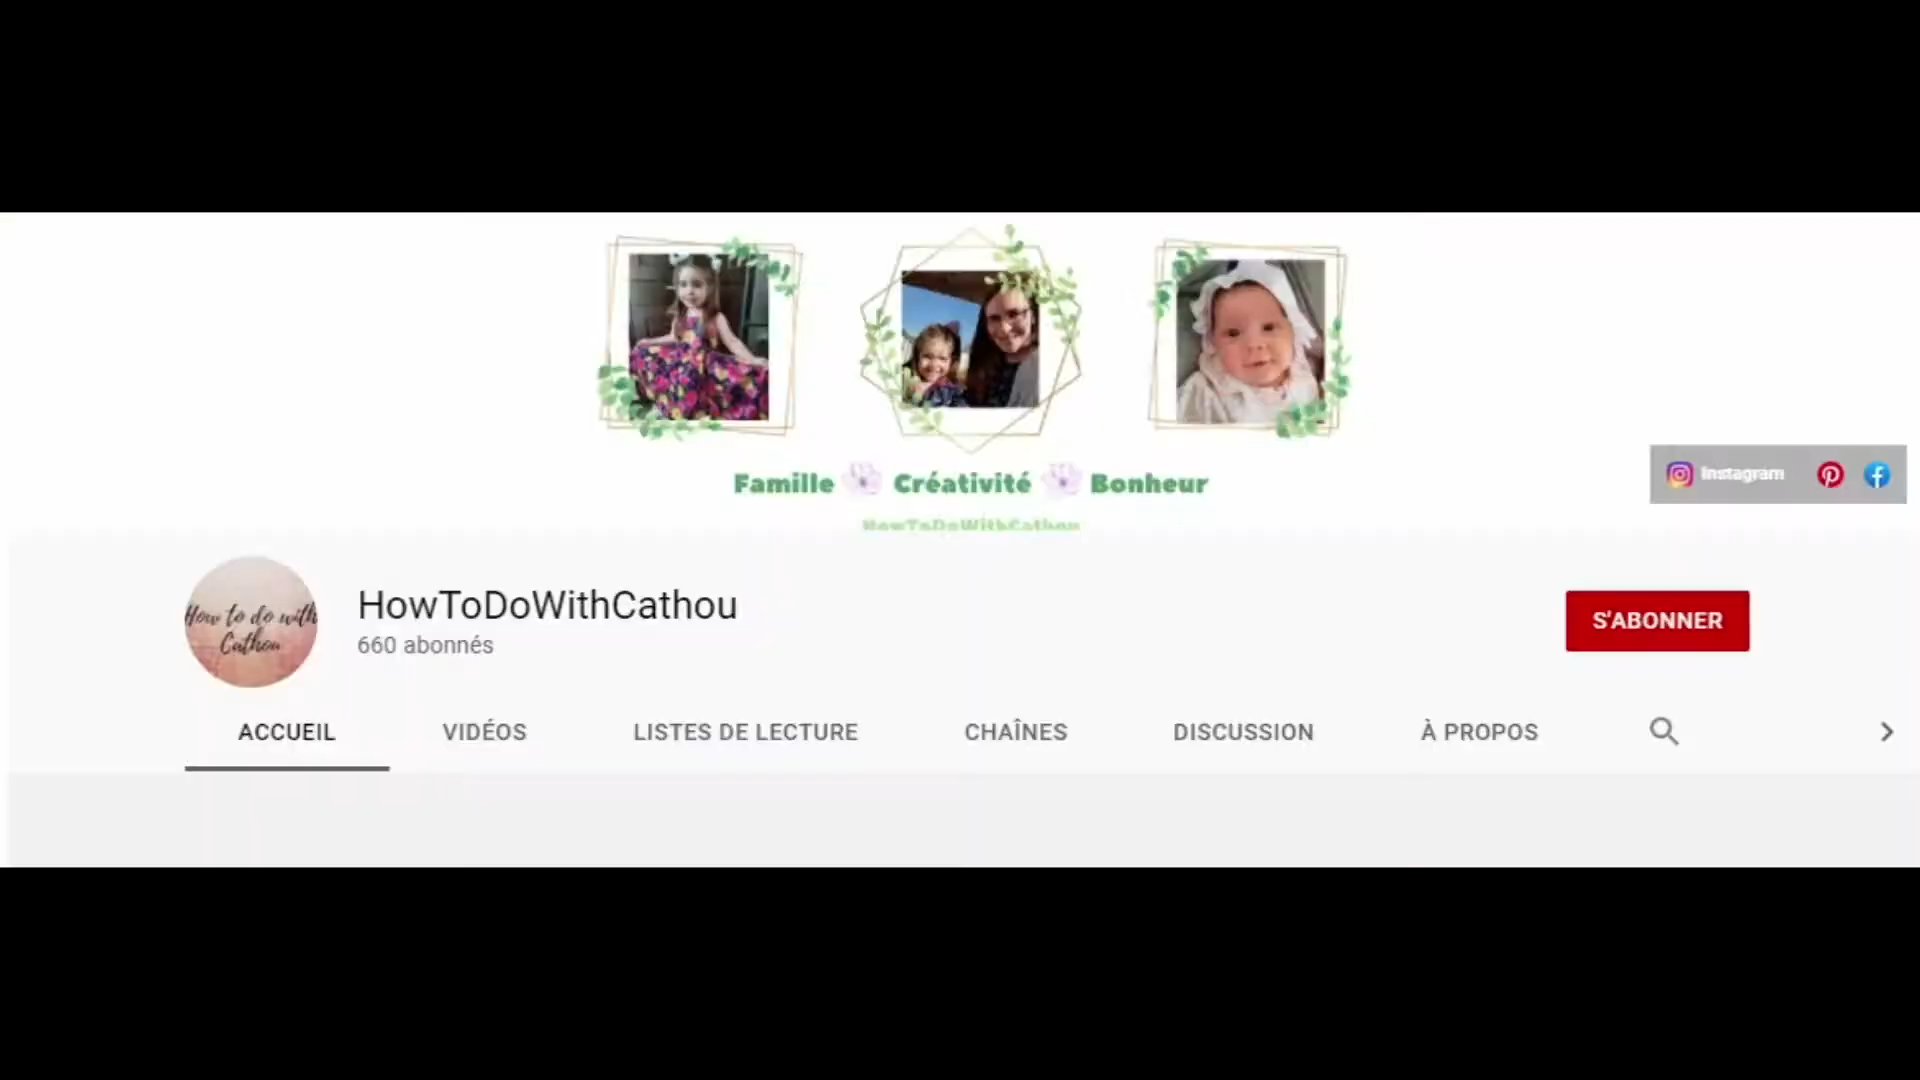 Famille Créativité Bonheur
Instagram
HowToDoWithCathou
How to do with
Cathou
HowToDoWithCathou
660 abonnés
S'ABONNER
ACCUEIL VIDÉOS LISTES DE LECTURE CHAÎNES DISCUSSION À PROPOS